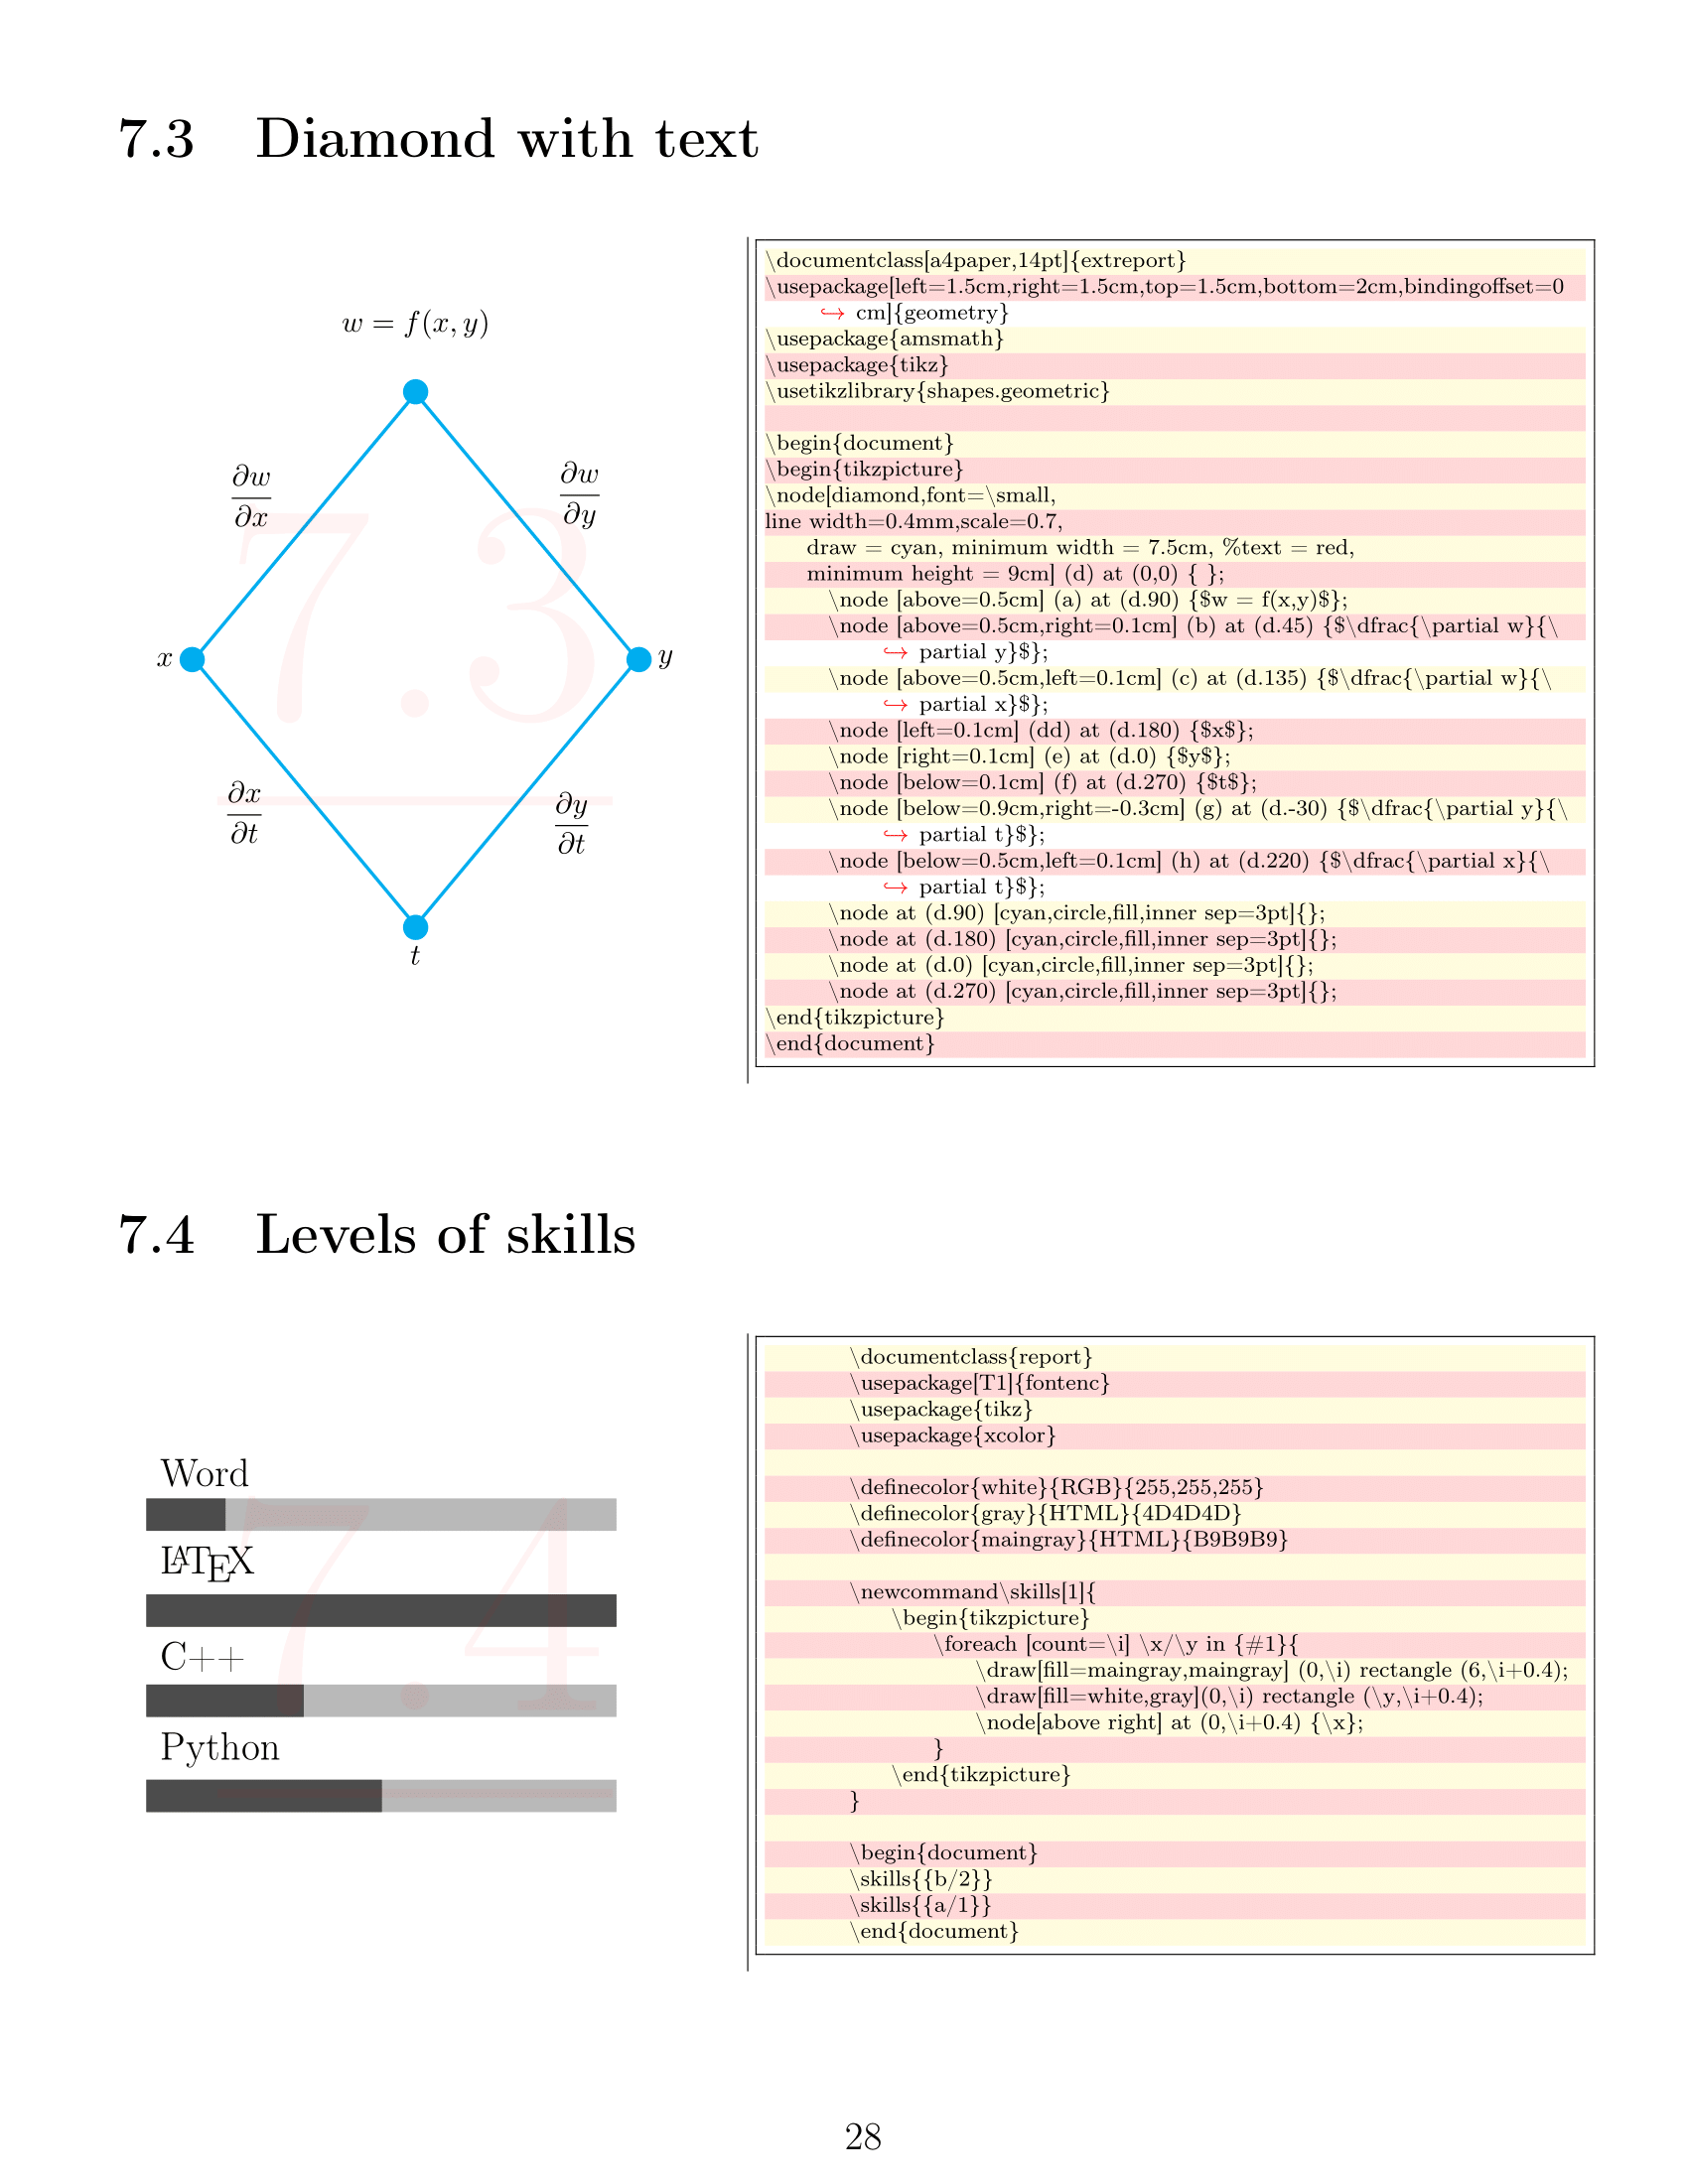 7.3 Diamond with text
w = f(x, y)
∂w
∂x
∂w
∂y
7.3
x
y
∂x
∂t
∂y
∂t
t
\documentclass[a4paper,14pt]{extreport}
\usepackage[left=1.5cm,right=1.5cm,top=1.5cm,bottom=2cm,bindingoffset=0
↪ cm]{geometry}
\usepackage{amsmath}
\usepackage{tikz}
\usetikzlibrary{shapes.geometric}
\begin{document}
\begin{tikzpicture}
\node[diamond,font=\small,
line width=0.4mm,scale=0.7,
draw = cyan, minimum width = 7.5cm, %text = red,
minimum height = 9cm] (d) at (0,0) { };
\node [above=0.5cm] (a) at (d.90) {$w = f(x,y)$};
\node [above=0.5cm,right=0.1cm] (b) at (d.45) {$\dfrac{\partial w}{\
↪ partial y}$};
\node [above=0.5cm,left=0.1cm] (c) at (d.135) {$\dfrac{\partial w}{\
↪ partial x}$};
\node [left=0.1cm] (dd) at (d.180) {$x$};
\node [right=0.1cm] (e) at (d.0) {$y$};
\node [below=0.1cm] (f) at (d.270) {$t$};
\node [below=0.9cm,right=-0.3cm] (g) at (d.-30) {$\dfrac{\partial y}{\
↪ partial t}$};
\node [below=0.5cm,left=0.1cm] (h) at (d.220) {$\dfrac{\partial x}{\
↪ partial t}$};
\node at (d.90) [cyan,circle,fill,inner sep=3pt]{};
\node at (d.180) [cyan,circle,fill,inner sep=3pt]{};
\node at (d.0) [cyan,circle,fill,inner sep=3pt]{};
\node at (d.270) [cyan,circle,fill,inner sep=3pt]{};
\end{tikzpicture}
\end{document}
7.4 Levels of skills
Word
LATEX
C++
Python
7.4
\documentclass{report}
\usepackage[T1]{fontenc}
\usepackage{tikz}
\usepackage{xcolor}
\definecolor{white}{RGB}{255,255,255}
\definecolor{gray}{HTML}{4D4D4D}
\definecolor{maingray}{HTML}{B9B9B9}
\newcommand\skills[1]{
\begin{tikzpicture}
\foreach [count=\i] \x/\y in {#1}{
\draw[fill=maingray,maingray] (0,\i) rectangle (6,\i+0.4);
\draw[fill=white,gray](0,\i) rectangle (\y,\i+0.4);
\node[above right] at (0,\i+0.4) {\x};
}
\end{tikzpicture}
}
\begin{document}
\skills{{b/2}}
\skills{{a/1}}
\end{document}
28